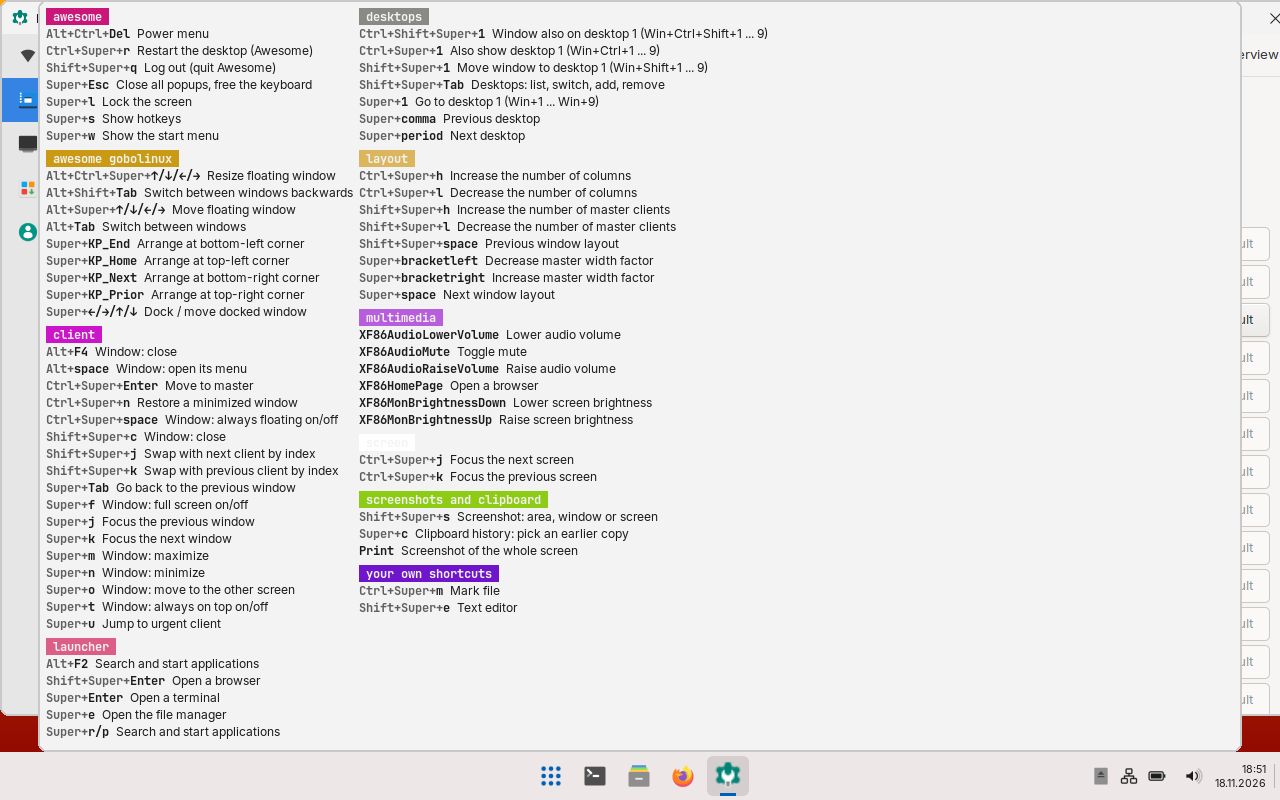 awesome
Alt+Ctrl+Del Power menu
Ctrl+Super+r Restart the desktop (Awesome)
Shift+Super+q Log out (quit Awesome)
Super+Esc Close all popups, free the keyboard
Super+l Lock the screen
Super+s Show hotkeys
Super+w Show the start menu
awesome gobolinux
Alt+Ctrl+Super+↑/↓/←/→ Resize floating window
Alt+Shift+Tab Switch between windows backwards
Alt+Super+↑/↓/←/→ Move floating window
Alt+Tab Switch between windows
Super+KP_End Arrange at bottom-left corner
Super+KP_Home Arrange at top-left corner
Super+KP_Next Arrange at bottom-right corner
Super+KP_Prior Arrange at top-right corner
Super+←/→/↑/↓ Dock / move docked window
client
Alt+F4 Window: close
Alt+space Window: open its menu
Ctrl+Super+Enter Move to master
Ctrl+Super+n Restore a minimized window
Ctrl+Super+space Window: always floating on/off
Shift+Super+c Window: close
Shift+Super+j Swap with next client by index
Shift+Super+k Swap with previous client by index
Super+Tab Go back to the previous window
Super+f Window: full screen on/off
Super+j Focus the previous window
Super+k Focus the next window
Super+m Window: maximize
Super+n Window: minimize
Super+o Window: move to the other screen
Super+t Window: always on top on/off
Super+u Jump to urgent client
launcher
Alt+F2 Search and start applications
Shift+Super+Enter Open a browser
Super+Enter Open a terminal
Super+e Open the file manager
Super+r/p Search and start applications
desktops
Ctrl+Shift+Super+1 Window also on desktop 1 (Win+Ctrl+Shift+1 ... 9)
Ctrl+Super+1 Also show desktop 1 (Win+Ctrl+1 ... 9)
Shift+Super+1 Move window to desktop 1 (Win+Shift+1 ... 9)
Shift+Super+Tab Desktops: list, switch, add, remove
Super+1 Go to desktop 1 (Win+1 ... Win+9)
Super+comma Previous desktop
Super+period Next desktop
layout
Ctrl+Super+h Increase the number of columns
Ctrl+Super+l Decrease the number of columns
Shift+Super+h Increase the number of master clients
Shift+Super+l Decrease the number of master clients
Shift+Super+space Previous window layout
Super+bracketleft Decrease master width factor
Super+bracketright Increase master width factor
Super+space Next window layout
multimedia
XF86AudioLowerVolume Lower audio volume
XF86AudioMute Toggle mute
XF86AudioRaiseVolume Raise audio volume
XF86HomePage Open a browser
XF86MonBrightnessDown Lower screen brightness
XF86MonBrightnessUp Raise screen brightness
screen
Ctrl+Super+j Focus the next screen
Ctrl+Super+k Focus the previous screen
screenshots and clipboard
Shift+Super+s Screenshot: area, window or screen
Super+c Clipboard history: pick an earlier copy
Print Screenshot of the whole screen
your own shortcuts
Ctrl+Super+m Mark file
Shift+Super+e Text editor
18:51
18.11.2026